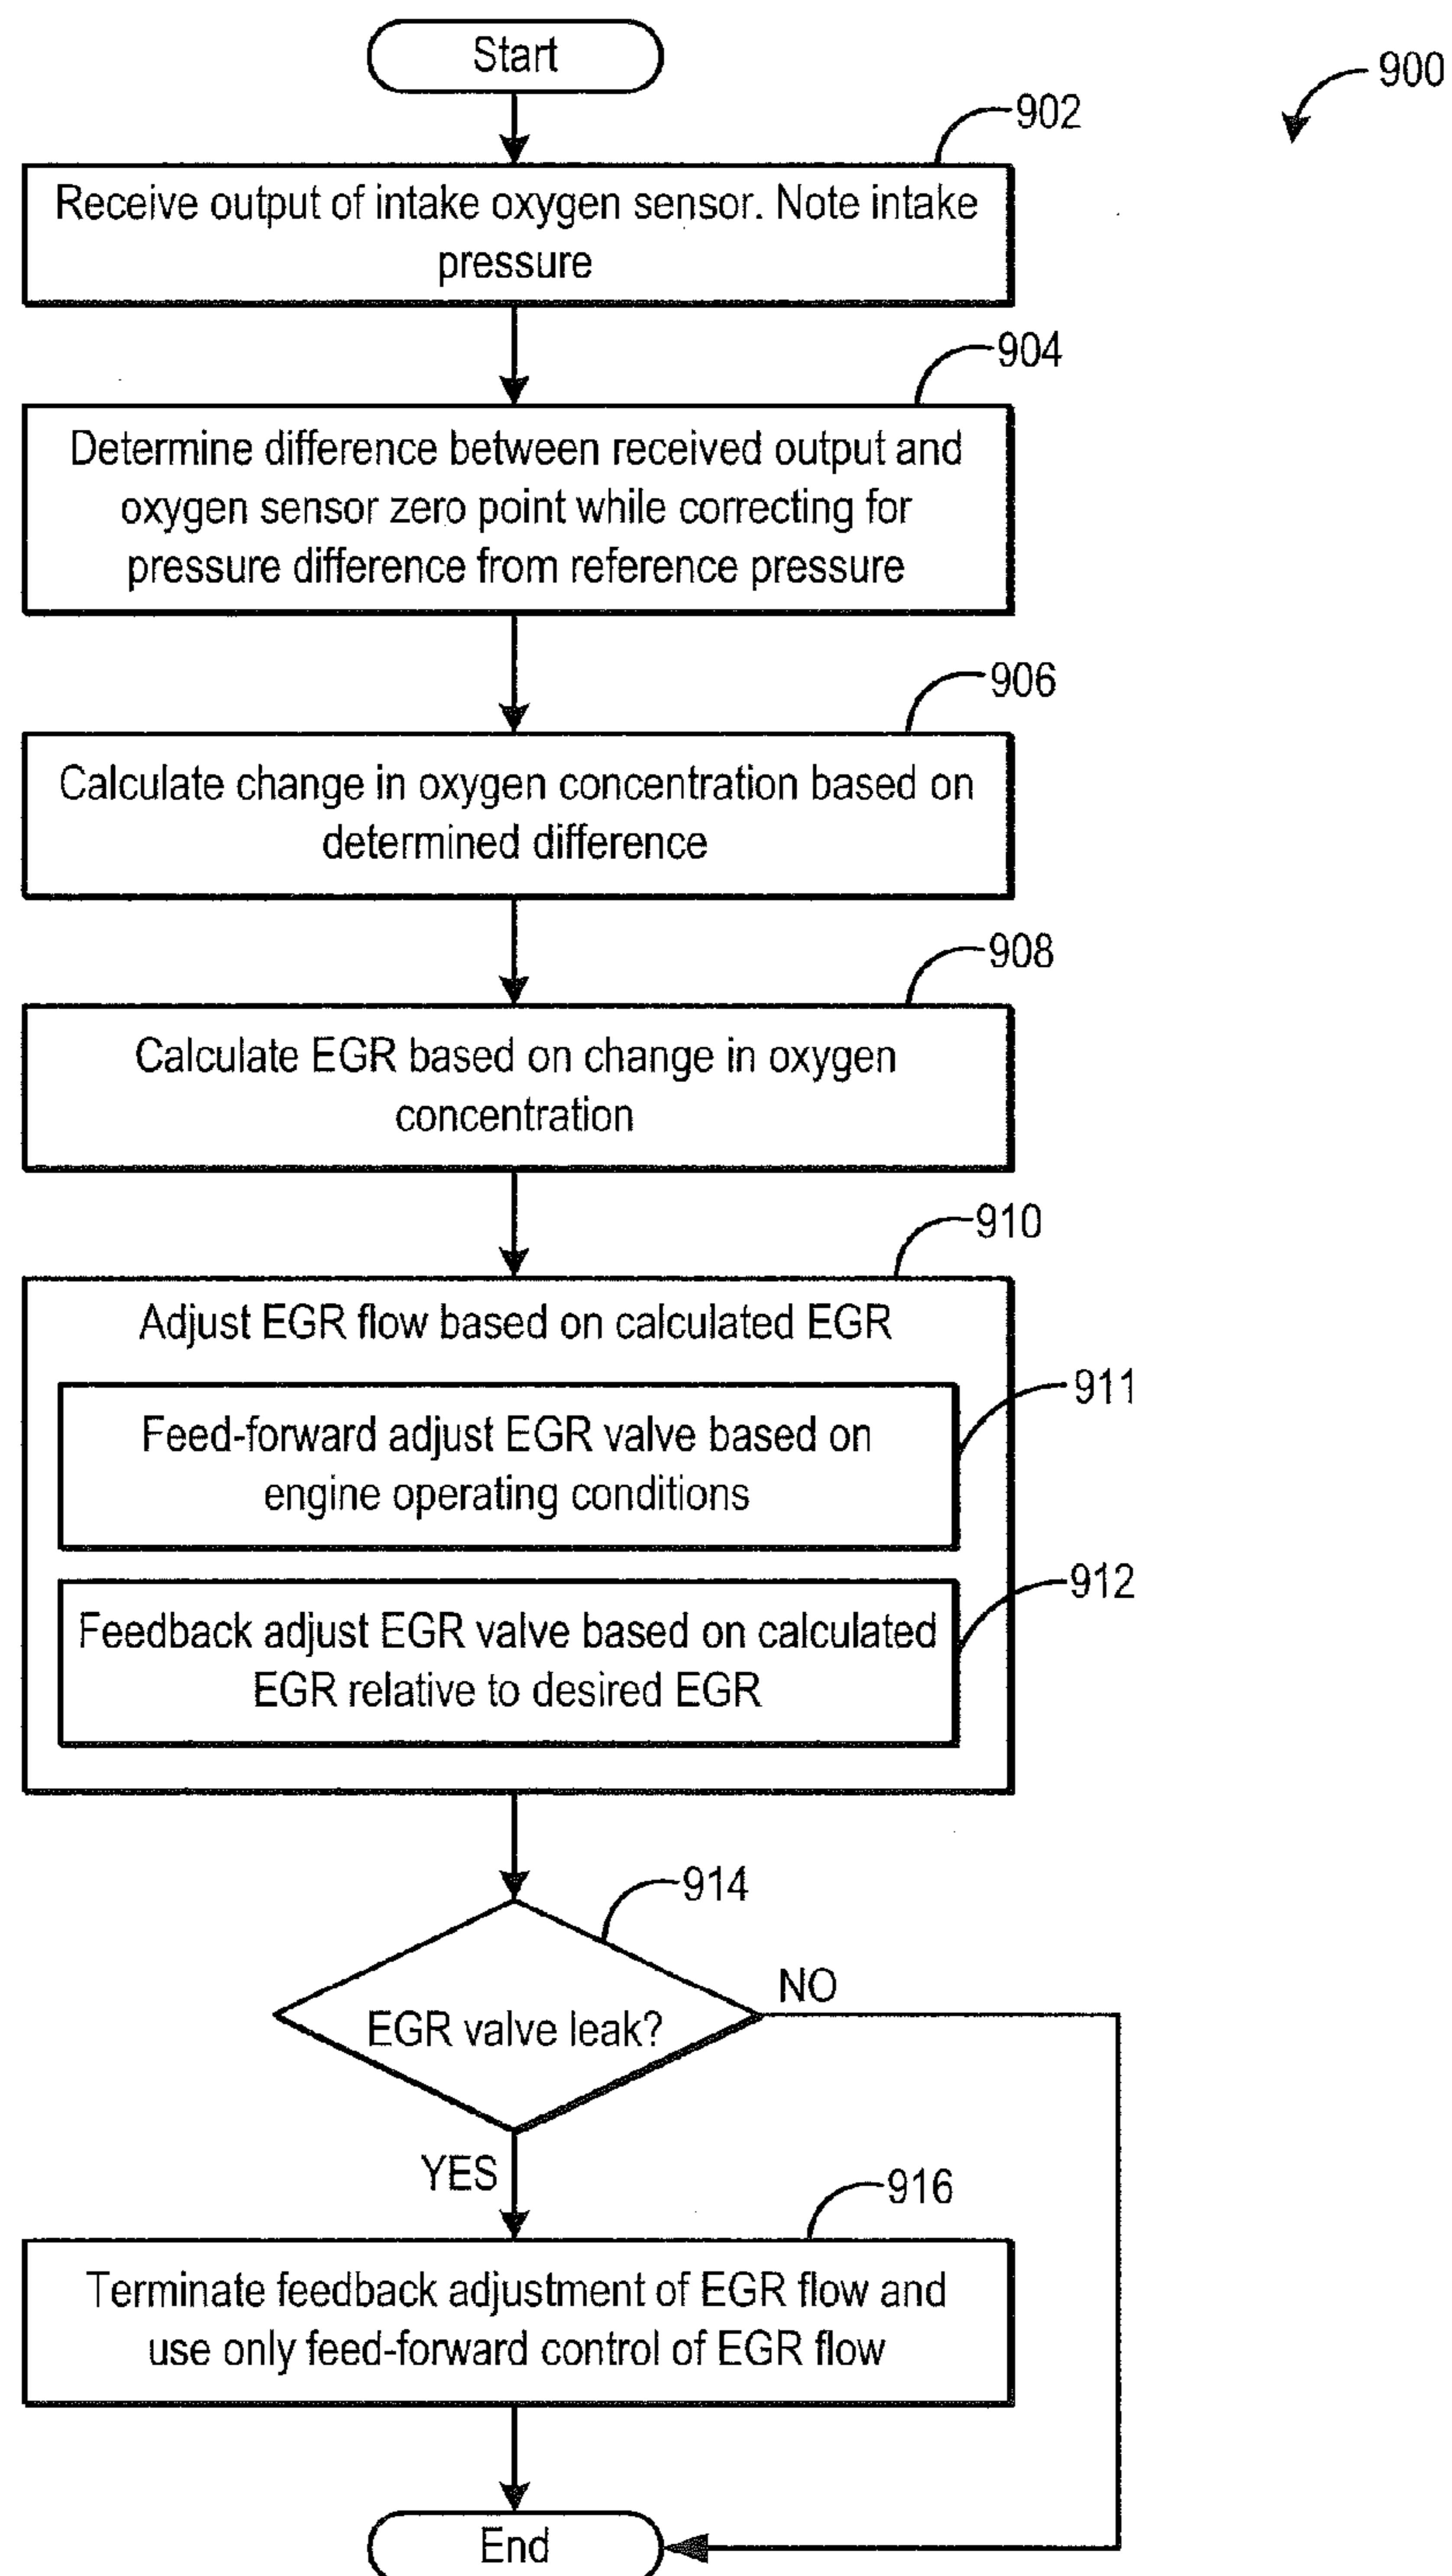 Start
900
902
Receive output of intake oxygen sensor. Note intake
pressure
904
Determine difference between received output and
oxygen sensor zero point while correcting for
pressure difference from reference pressure
906
Calculate change in oxygen concentration based on
determined difference
908
Calculate EGR based on change in oxygen
concentration
910
Adjust EGR flow based on calculated EGR
911
Feed-forward adjust EGR valve based on
engine operating conditions
912
Feedback adjust EGR valve based on calculated
EGR relative to desired EGR
914
NO
EGR valve leak?
YES
916
Terminate feedback adjustment of EGR flow and
use only feed-forward control of EGR flow
End